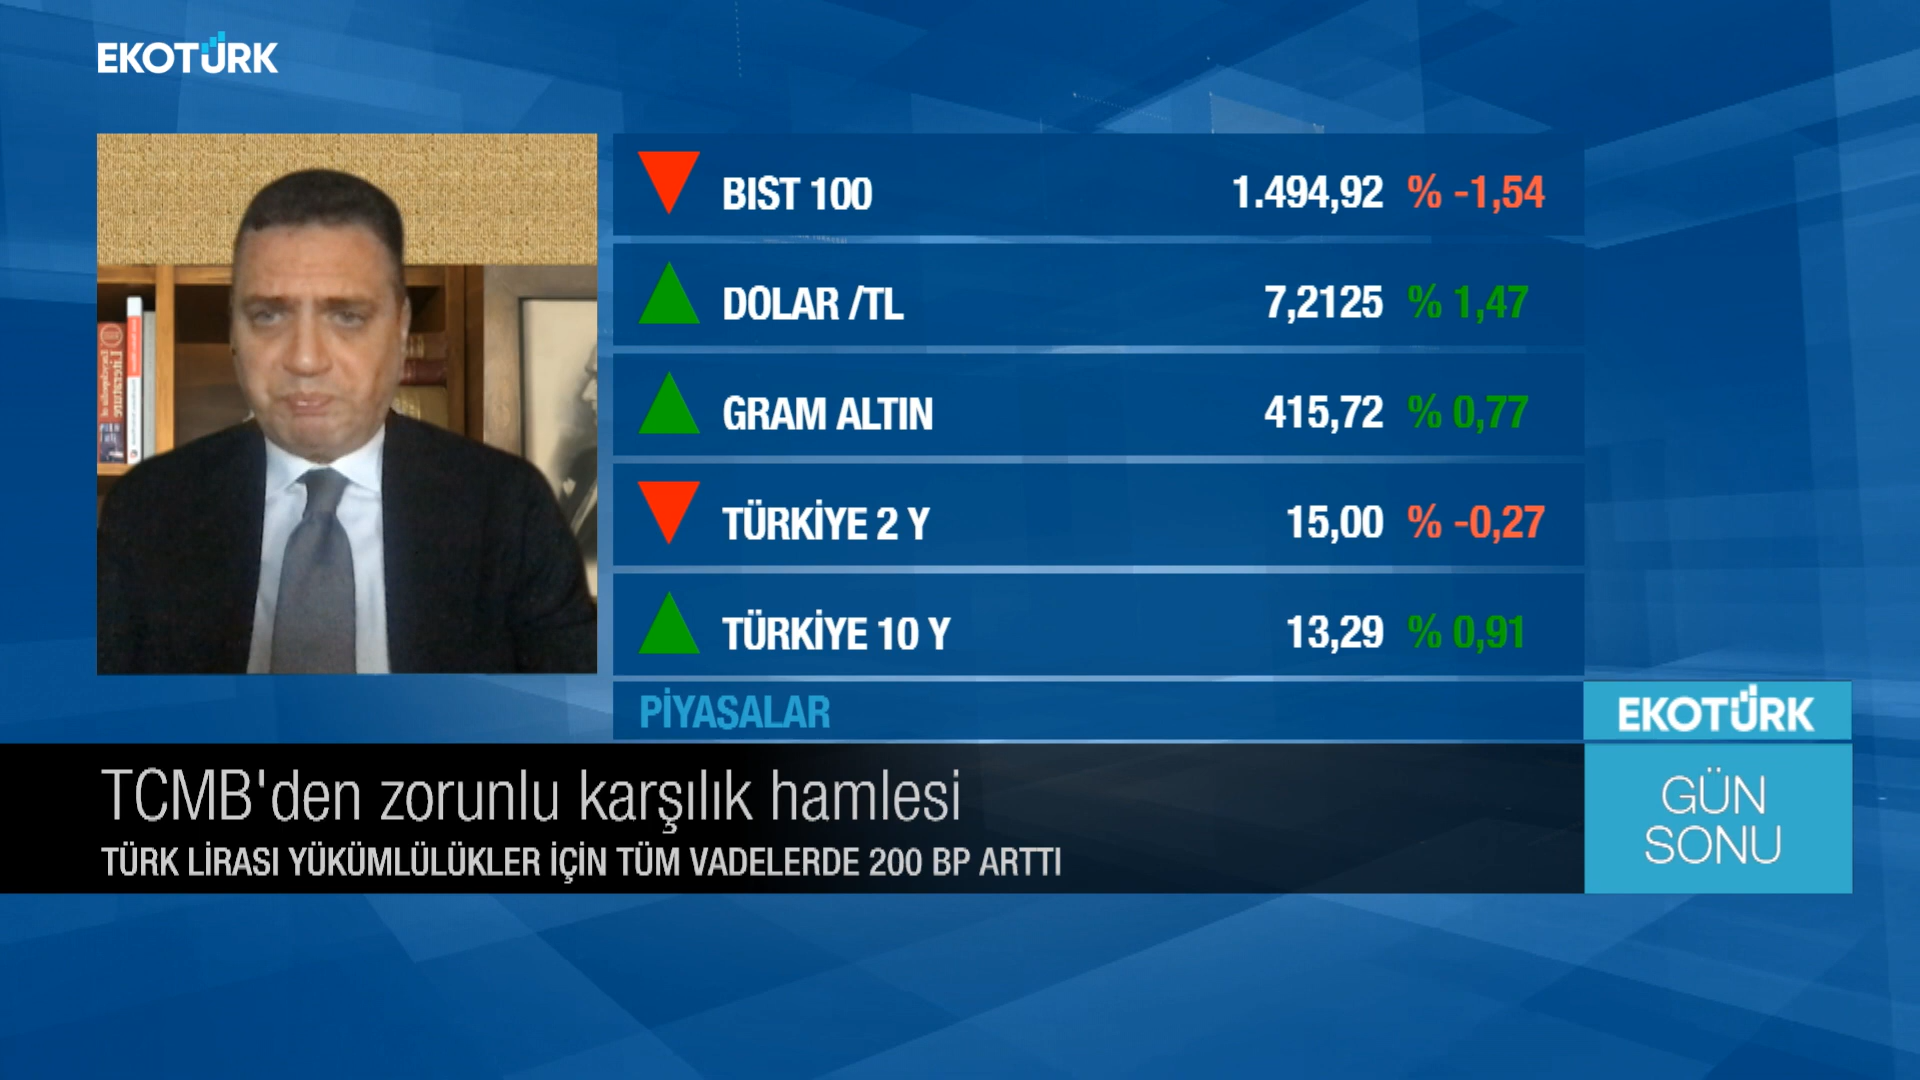 EKOTÜRK
BIST 100 1.494,92 % -1,54
DOLAR /TL 7,2125 % 1,47
GRAM ALTIN 415,72 % 0,77
TÜRKİYE 2 Y 15,00 % -0,27
TÜRKİYE 10 Y 13,29 % 0,91
PİYASALAR
EKOTÜRK
TCMB'den zorunlu karşılık hamlesi
TÜRK LİRASI YÜKÜMLÜLÜKLER İÇİN TÜM VADELERDE 200 BP ARTTI
GÜN
SONU